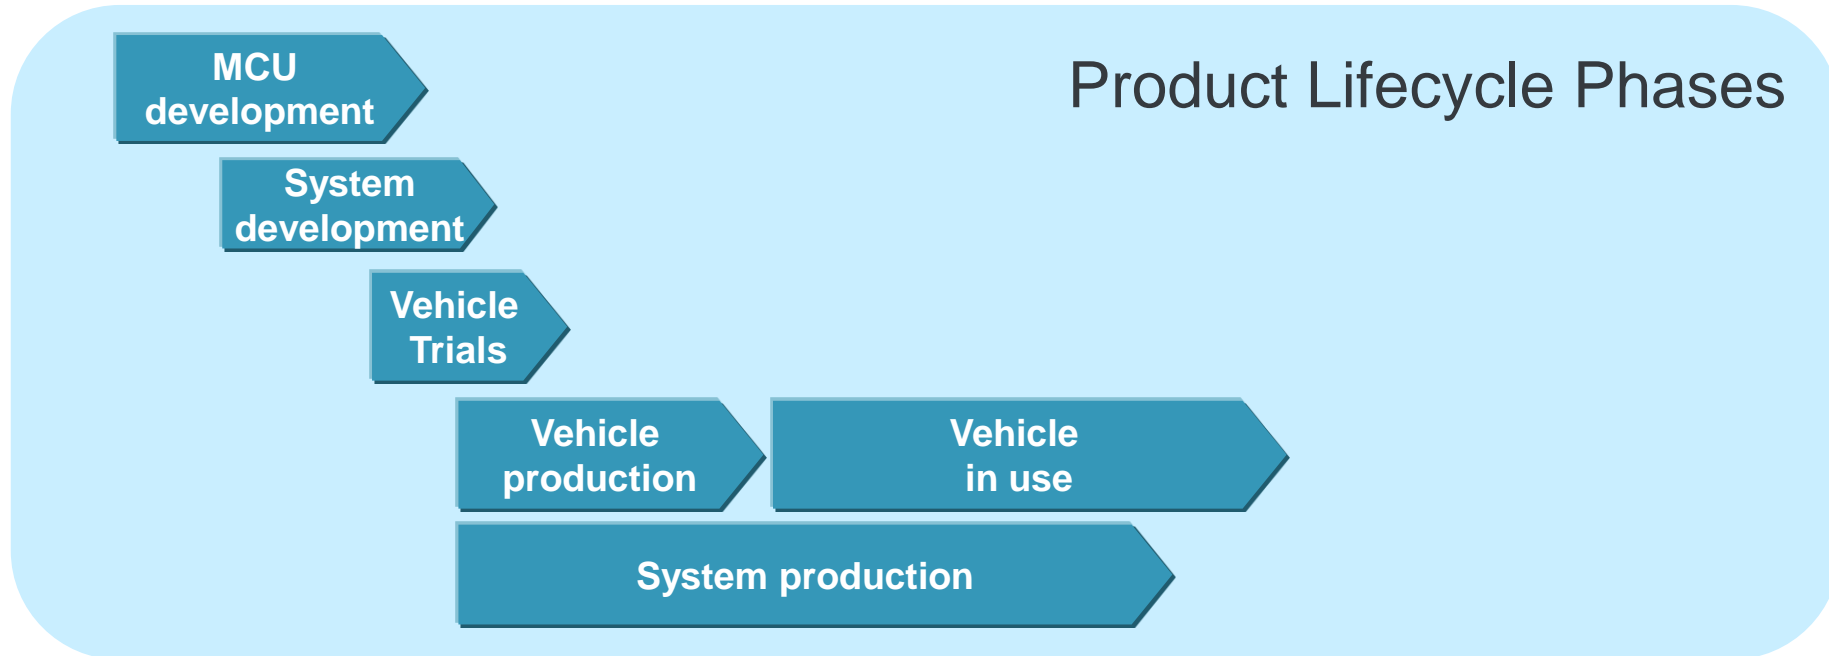 Product Lifecycle Phases
MCU
development
System
development
Vehicle
Trials
Vehicle
production
Vehicle
in use
System production